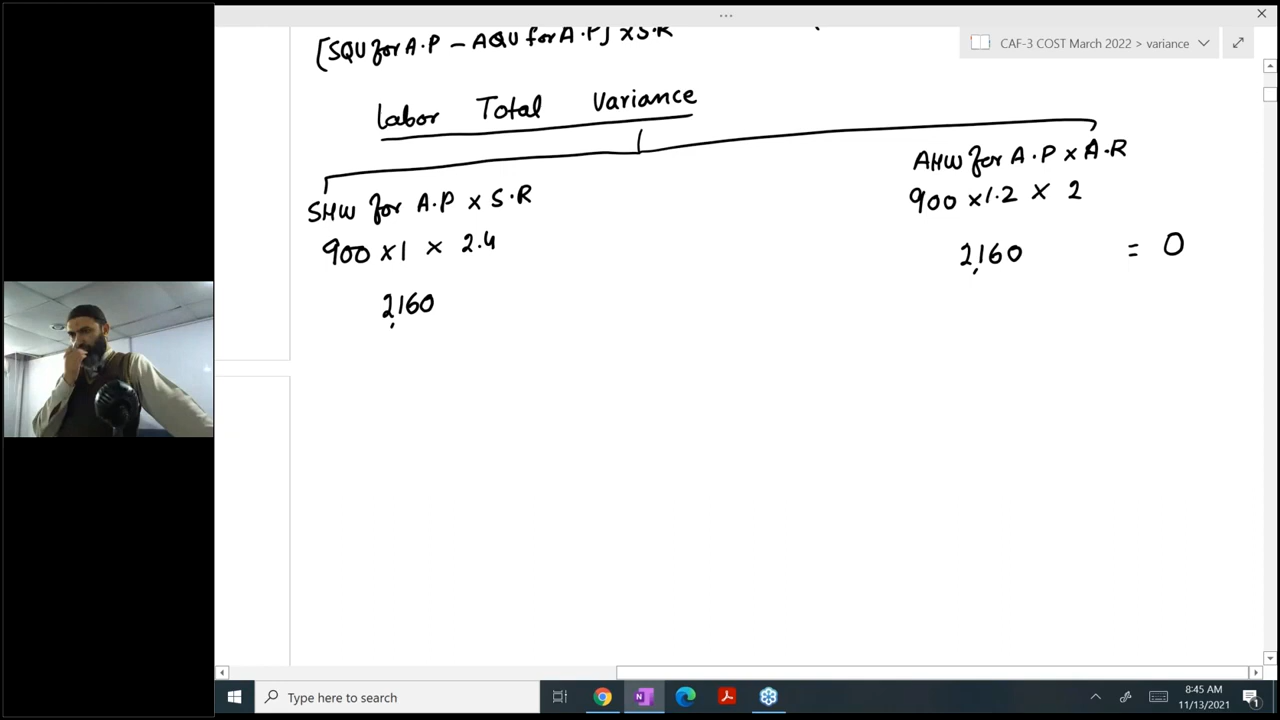 [SQU for A.P - AQU for A.P] x S.R
CAF-3 COST March 2022 > variance
Labor Total Variance
SHW for A.P x S.R
900 x 1 x 2.4
2,160
AHW for A.P x A.R
900 x 1.2 x 2
2,160 = 0
Type here to search
8:45 AM
11/13/2021
1